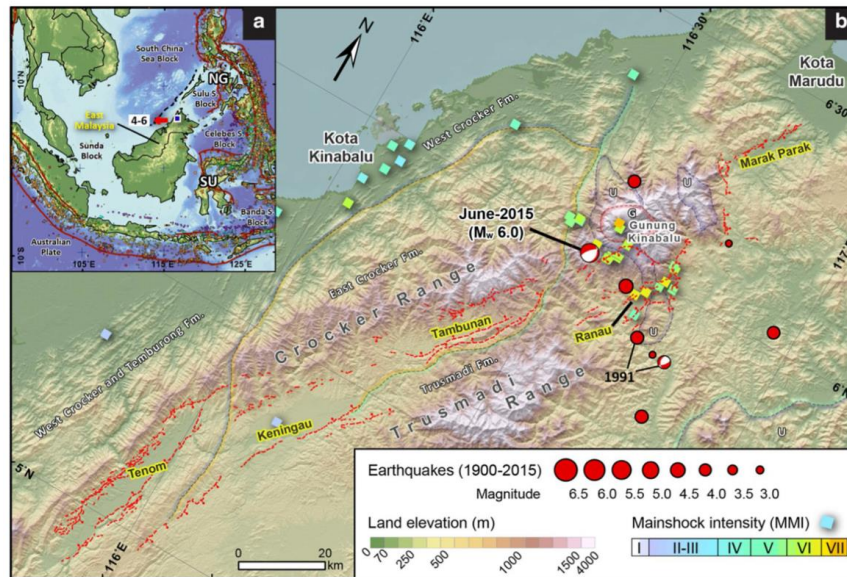 a
South China
Sea Block
NG
Sulu S
Block
East
Malaysia
4-6
Celebes S
Block
Sunda
Block
SU
Banda S
Block
Australian
Plate
10°N
10°S
105°E
115°E
125°E
b
Z
116°E
116°30'
Kota
Marudu
6°30'
Kota
Kinabalu
West Crocker Fm.
Marak Parak
U
U
G
Gunung
Kinabalu
June-2015
(Mw 6.0)
117°
East Crocker Fm.
Crocker Range
Tambunan
Ranau
U
1991
West Crocker and Temburong Fm.
Trusmadi Fm.
Trusmadi
Range
6°N
Keningau
U
Tenom
5°N
116°E
0 20
km
Earthquakes (1900-2015)
Magnitude 6.5 6.0 5.5 5.0 4.5 4.0 3.5 3.0
Land elevation (m)
0 70 250 500 1000 1500 4000
Mainshock intensity (MMI)
I II-III IV V VI VII